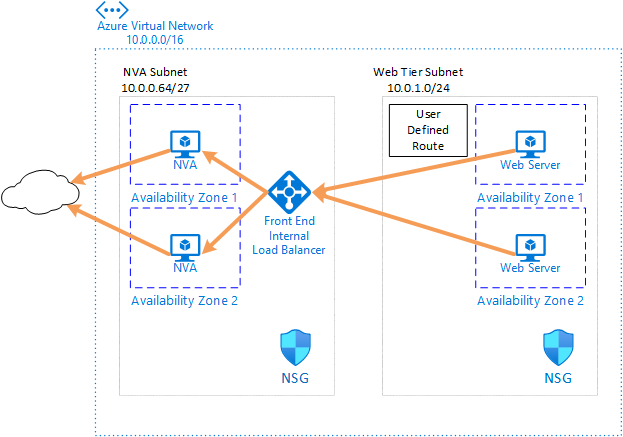 Azure Virtual Network
10.0.0.0/16
NVA Subnet
10.0.0.64/27
Web Tier Subnet
10.0.1.0/24
User
Defined
Route
NVA
Availability Zone 1
Web Server
Availability Zone 1
Front End
Internal
Load Balancer
NVA
Availability Zone 2
Web Server
Availability Zone 2
NSG
NSG